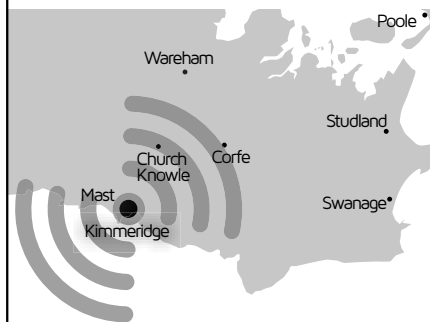 Poole
Wareham
Studland
Church
Knowle
Corfe
Mast
Swanage
Kimmeridge